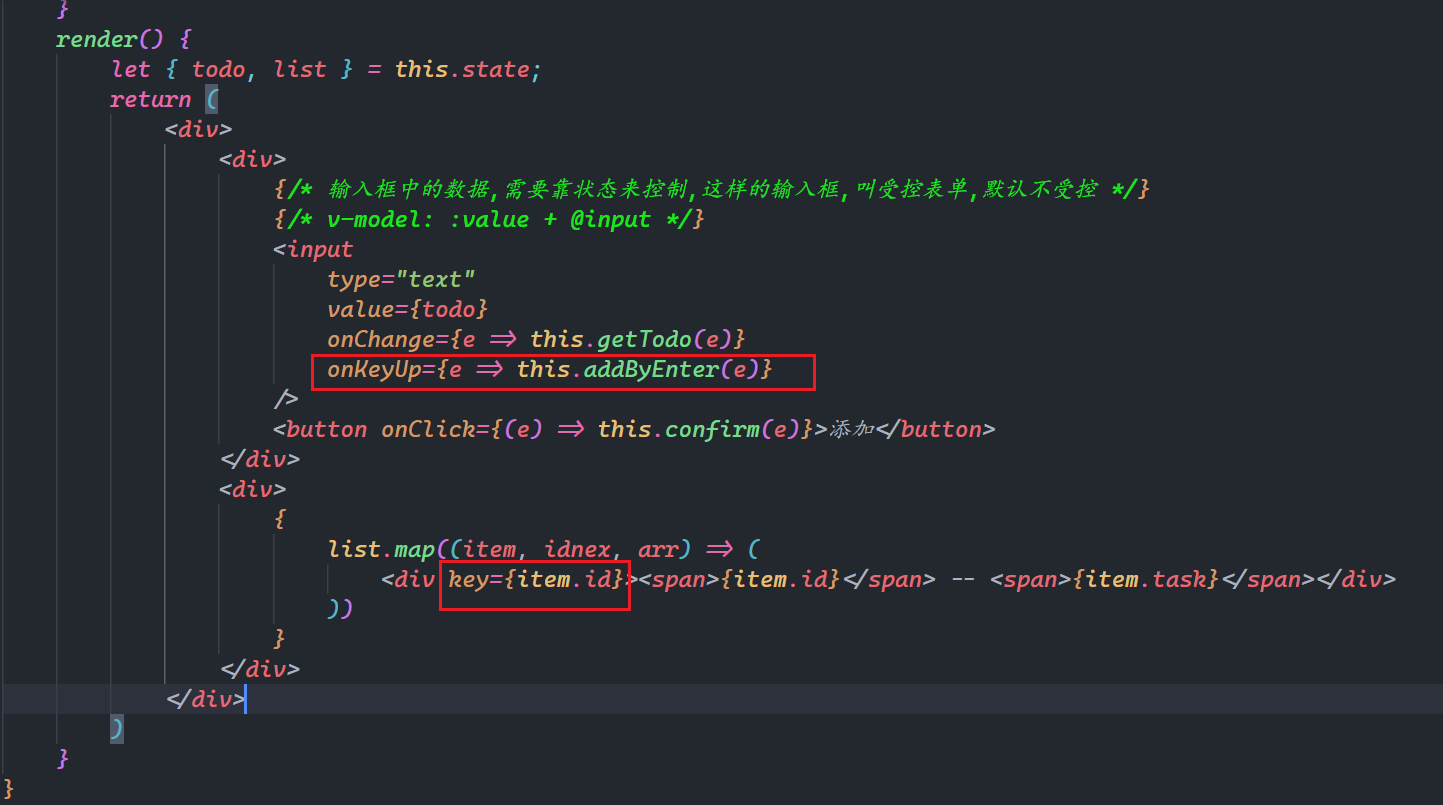 }
render() {
let { todo, list } = this.state;
return (
<div>
<div>
{/* 输入框中的数据,需要靠状态来控制,这样的输入框,叫受控表单,默认不受控 */}
{/* v-model: :value + @input */}
<input
type="text"
value={todo}
onChange={e => this.getTodo(e)}
onKeyUp={e => this.addByEnter(e)}
/>
<button onClick={(e) => this.confirm(e)}>添加</button>
</div>
<div>
{
list.map((item, idnex, arr) => (
<div key={item.id}><span>{item.id}</span> -- <span>{item.task}</span></div>
))
}
</div>
</div>
)
}
}